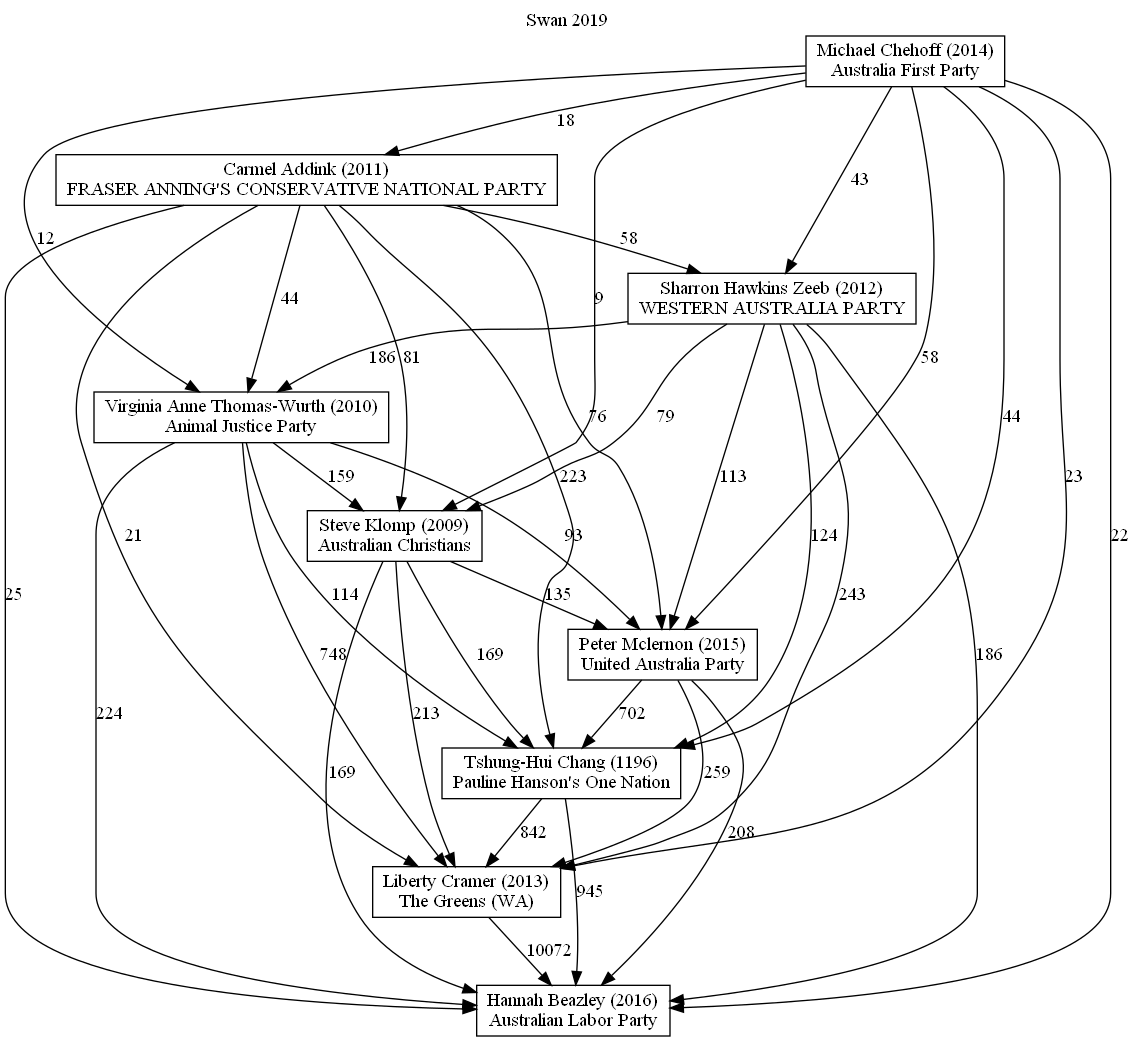 Swan 2019
Michael Chehoff (2014)
Australia First Party
18
Carmel Addink (2011)
FRASER ANNING'S CONSERVATIVE NATIONAL PARTY
43
12
58
Sharron Hawkins Zeeb (2012)
WESTERN AUSTRALIA PARTY
44
9
186
81
58
Virginia Anne Thomas-Wurth (2010)
Animal Justice Party
76
79
44
159
223
113
23
Steve Klomp (2009)
Australian Christians
21
93
124
22
25
114
135
243
Peter Mclernon (2015)
United Australia Party
748
169
186
224
213
702
Tshung-Hui Chang (1196)
Pauline Hanson's One Nation
169
259
842
208
Liberty Cramer (2013)
The Greens (WA)
945
10072
Hannah Beazley (2016)
Australian Labor Party